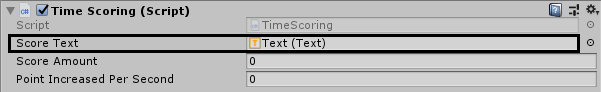 Time Scoring (Script)
Script TimeScoring
Score Text Text (Text)
Score Amount 0
Point Increased Per Second 0